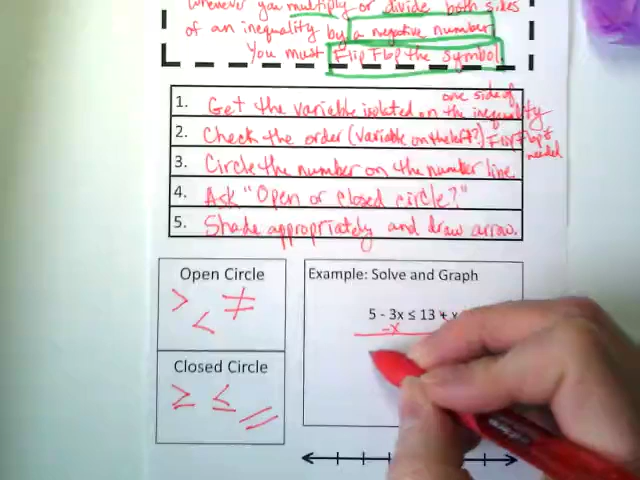 Whenever you multiply or divide both sides
of an inequality by a negative number
You must Flip Flop the symbol.
1. Get the variable isolated on one side of the inequality
2. Check the order (variable on the left?) Flip Flop if needed
3. Circle the number on the number line.
4. Ask "Open or closed circle?"
5. Shade appropriately and draw arrow.
Open Circle
> < ≠
Closed Circle
≥ ≤ =
Example: Solve and Graph
5 - 3x ≤ 13 + x
-x